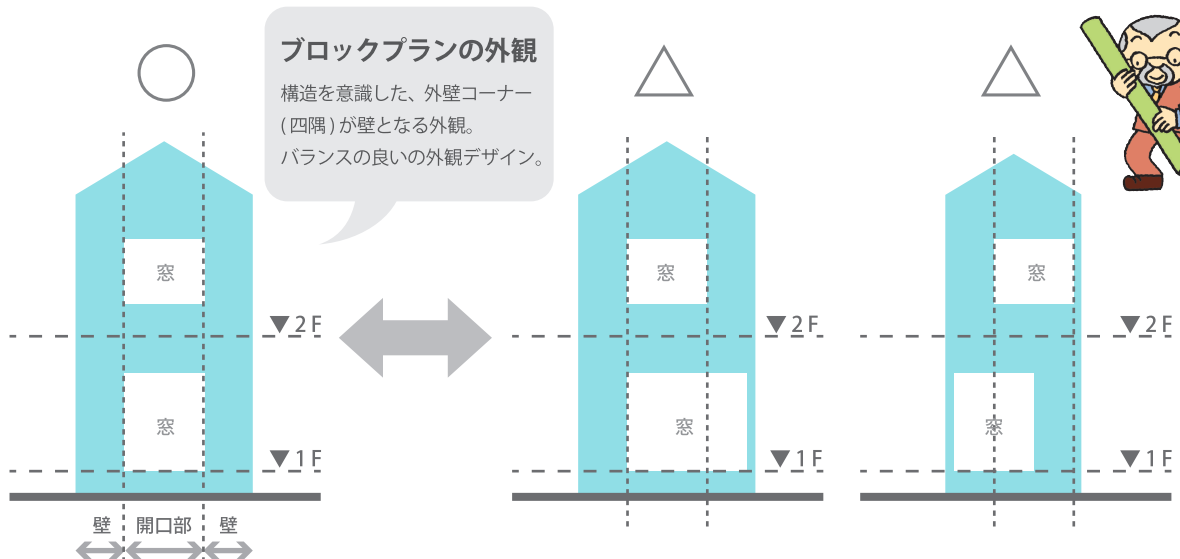 ブロックプランの外観
構造を意識した、外壁コーナー
(四隅)が壁となる外観。
バランスの良いの外観デザイン。
窓
窓
窓
▼2F
▼2F
▼2F
窓
窓
窓
▼1F
▼1F
▼1F
壁 開口部 壁